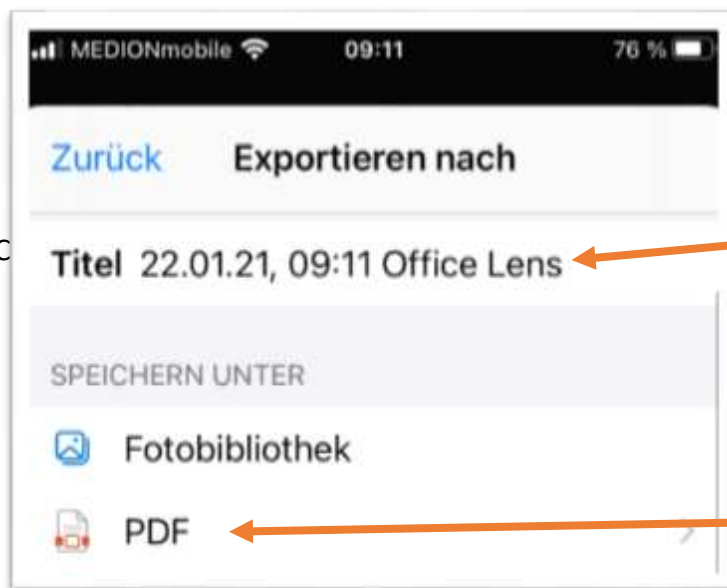 MEDIONmobile 09:11 76 %
Zurück Exportieren nach
Titel 22.01.21, 09:11 Office Lens
SPEICHERN UNTER
Fotobibliothek
PDF